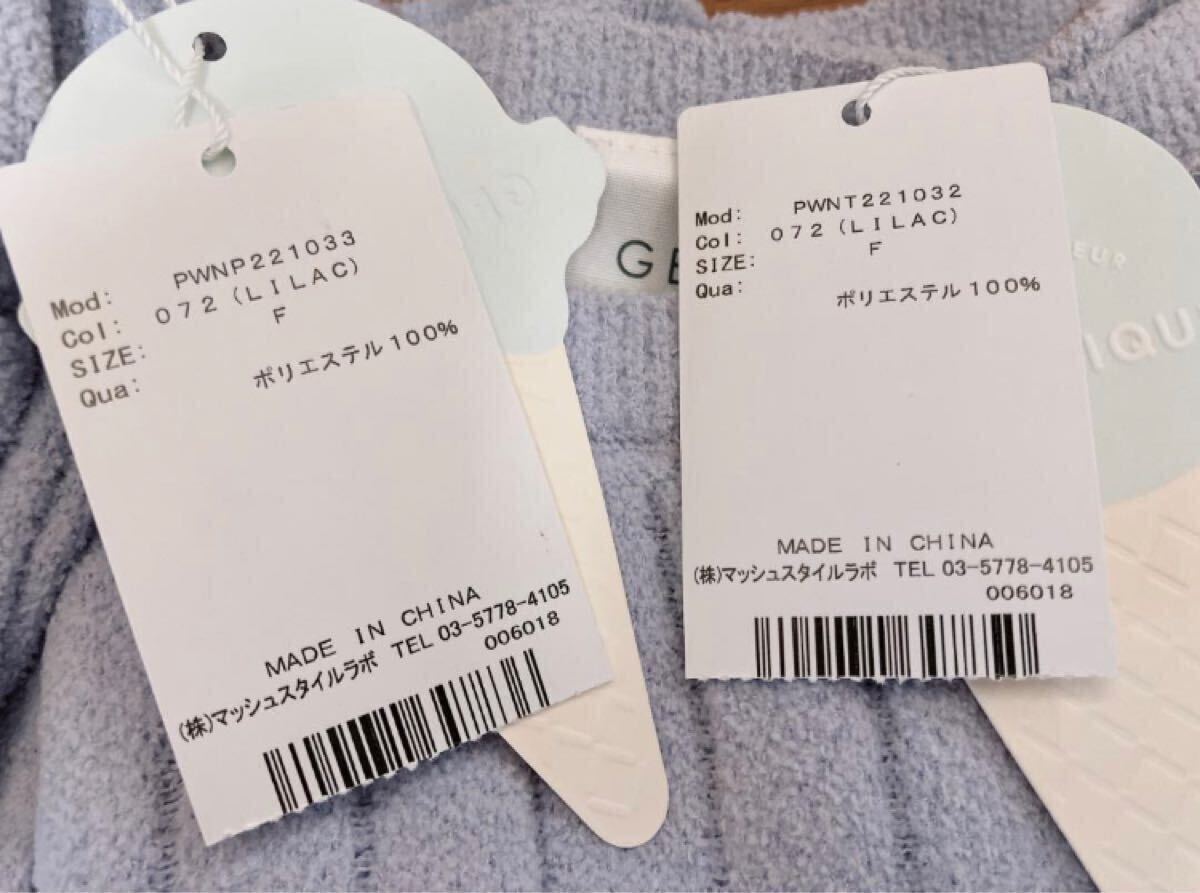 Mod: PWNP221033
Col: 072(LILAC)
SIZE: F
Qua: ポリエステル100%
MADE IN CHINA
(株)マッシュスタイルラボ TEL 03-5778-4105
006018
GE
Mod: PWNT221032
Col: 072(LILAC)
SIZE: F
Qua: ポリエステル100%
MADE IN CHINA
(株)マッシュスタイルラボ TEL 03-5778-4105
006018
EUR
IQU